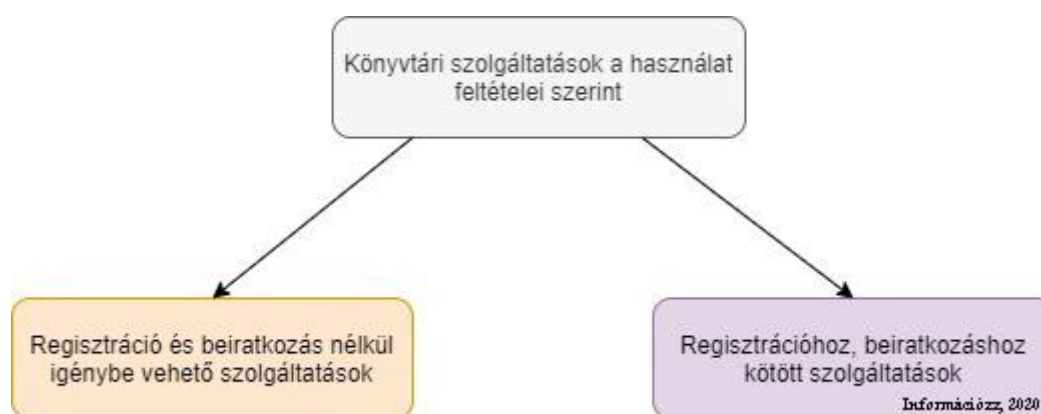 Könyvtári szolgáltatások a használat
feltételei szerint
Regisztráció és beiratkozás nélkül
igénybe vehető szolgáltatások
Regisztrációhoz, beiratkozáshoz
kötött szolgáltatások
Információzz, 2020